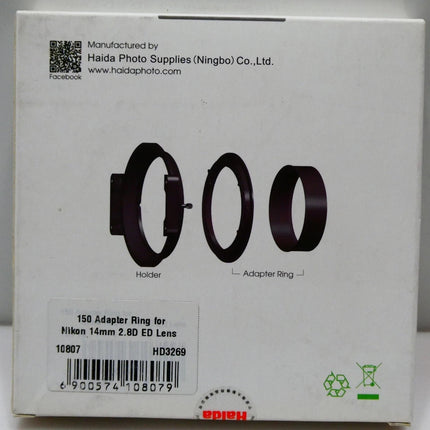 Manufactured by
Haida Photo Supplies(Ningbo) Co.,Ltd.
www.haidaphoto.com
Facebook
Holder
Adapter Ring
150 Adapter Ring for
Nikon 14mm 2.8D ED Lens
10807 HD3269
6 900574 108079
Haida